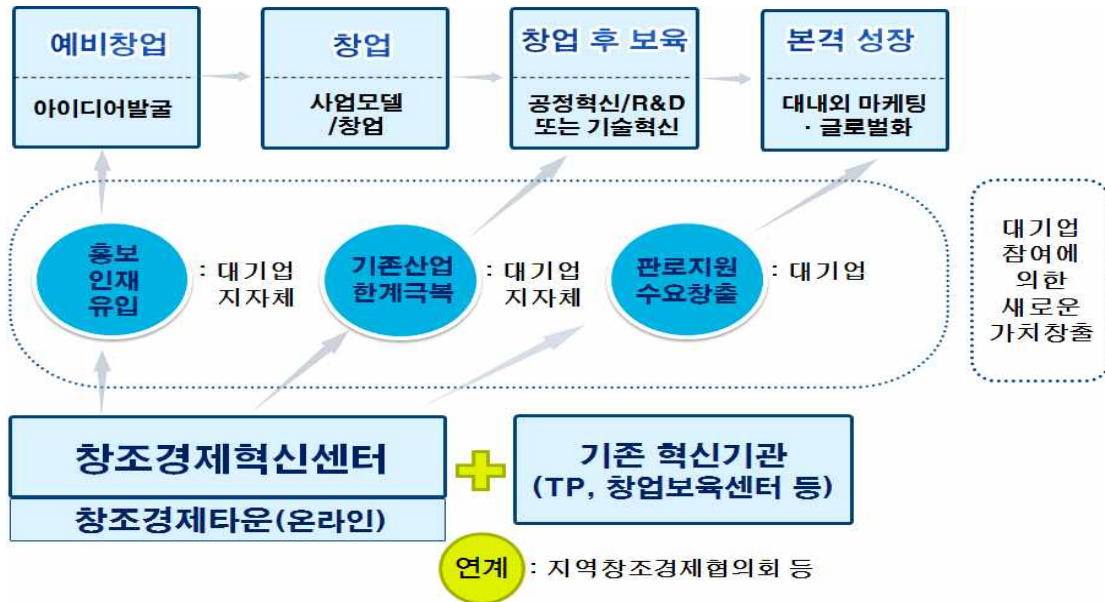 예비창업
아이디어발굴
창업
사업모델
/창업
창업 후 보육
공정혁신/R&D
또는 기술혁신
본격 성장
대내외 마케팅
· 글로벌화
홍보
인재
유입
: 대기업
지자체
기존산업
한계극복
: 대기업
지자체
판로지원
수요창출
: 대기업
대기업
참여에
의한
새로운
가치창출
창조경제혁신센터
창조경제타운(온라인)
기존 혁신기관
(TP, 창업보육센터 등)
연계
: 지역창조경제협의회 등